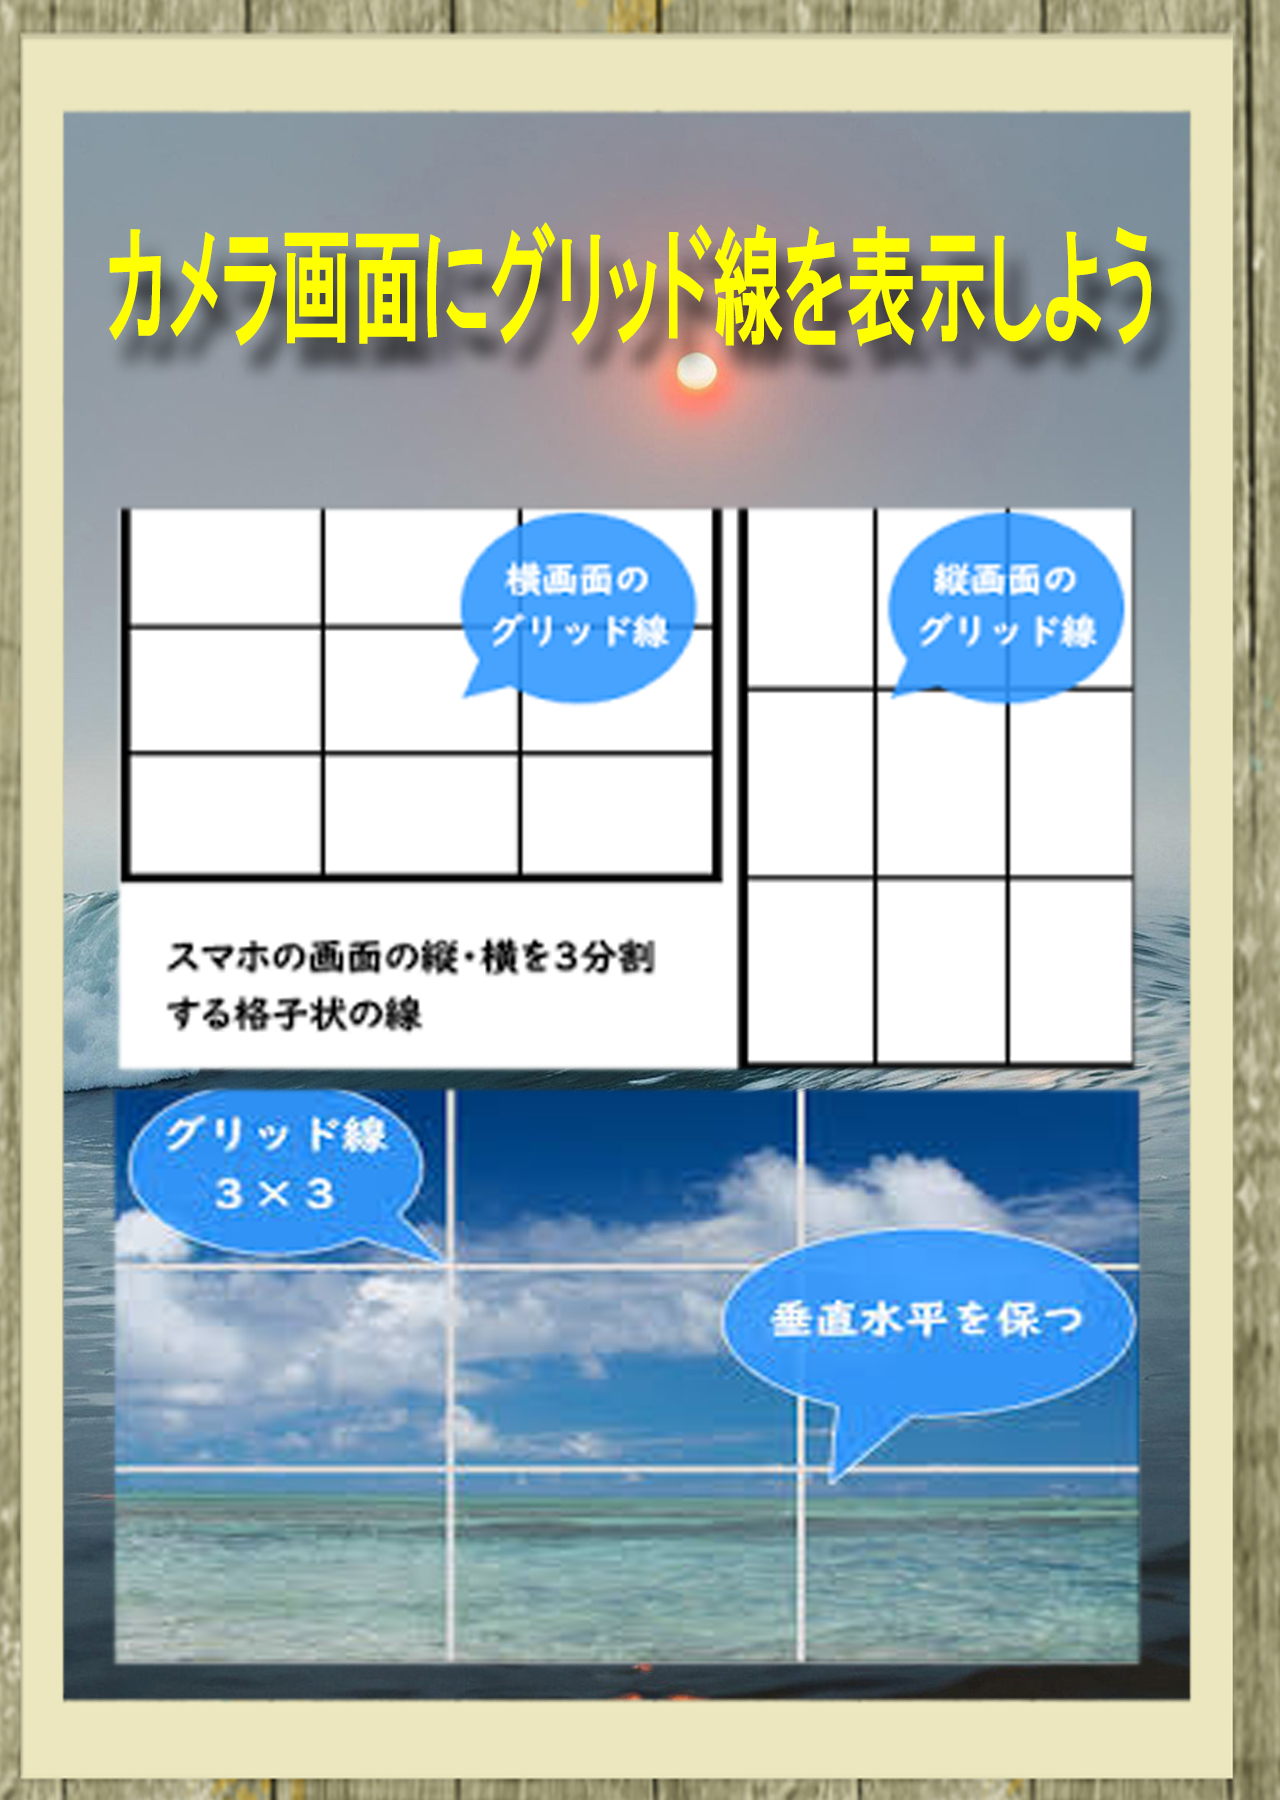 カメラ画面にグリッド線を表示しよう
横画面の
グリッド線
縦画面の
グリッド線
スマホの画面の縦・横を3分割
する格子状の線
グリッド線
3×3
垂直水平を保つ